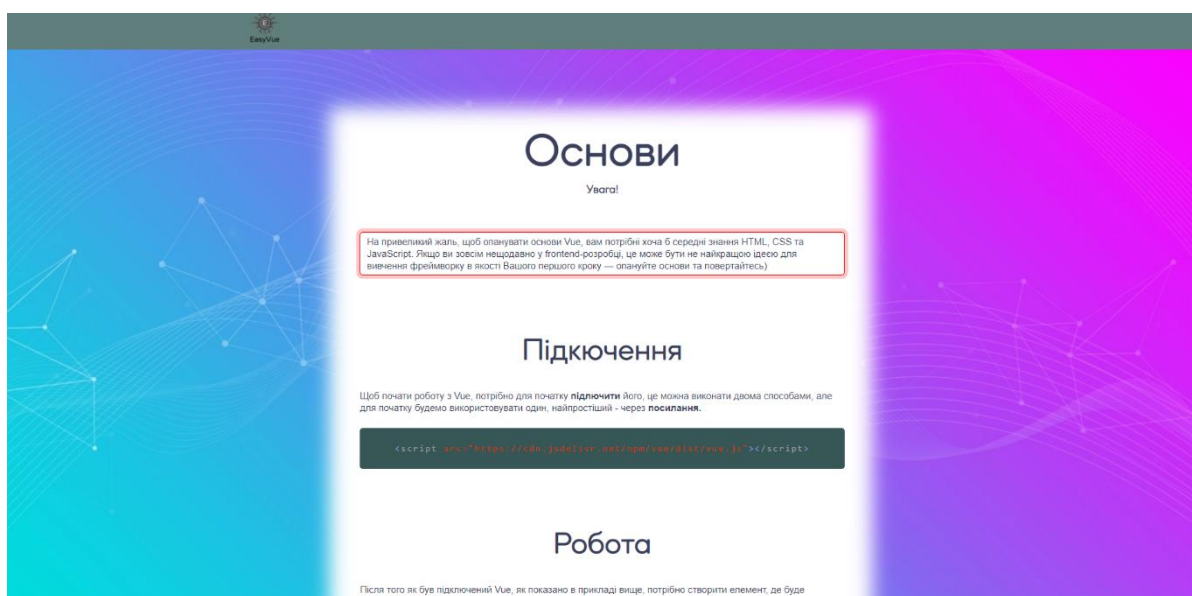 EasyVue
Основи
Увага!
На превеликий жаль, щоб опанувати основи Vue, вам потрібні хоча б середні знання HTML, CSS та
JavaScript. Якщо ви зовсім нещодавно у frontend-розробці, це може бути не найкращою ідеєю для
вивчення фреймворку в якості Вашого першого кроку — опануйте основи та повертайтесь)
Підкючення
Щоб почати роботу з Vue, потрібно для початку підлючити його, це можна виконати двома способами, але
для початку будемо використовувати один, найпростіший - через посилання.
<script src="https://cdn.jsdelivr.net/npm/vue/dist/vue.js"></script>
Робота
Після того як був підключений Vue, як показано в прикладі вище, потрібно створити елемент, де буде